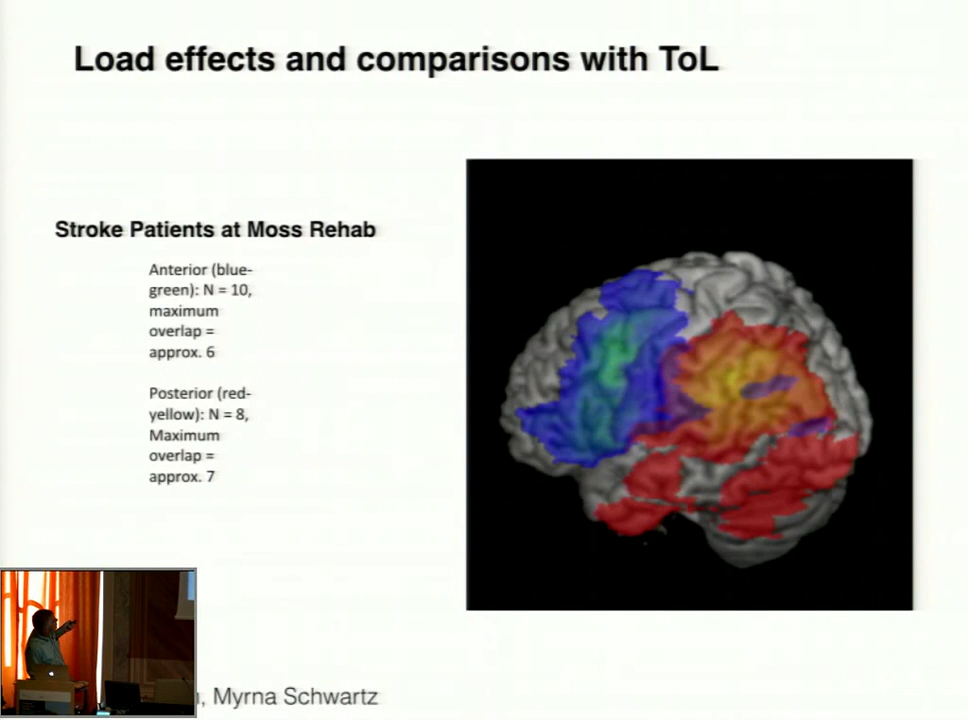 Load effects and comparisons with ToL
Stroke Patients at Moss Rehab
Anterior (blue-
green): N = 10,
maximum
overlap =
approx. 6
Posterior (red-
yellow): N = 8,
Maximum
overlap =
approx. 7
, Myrna Schwartz